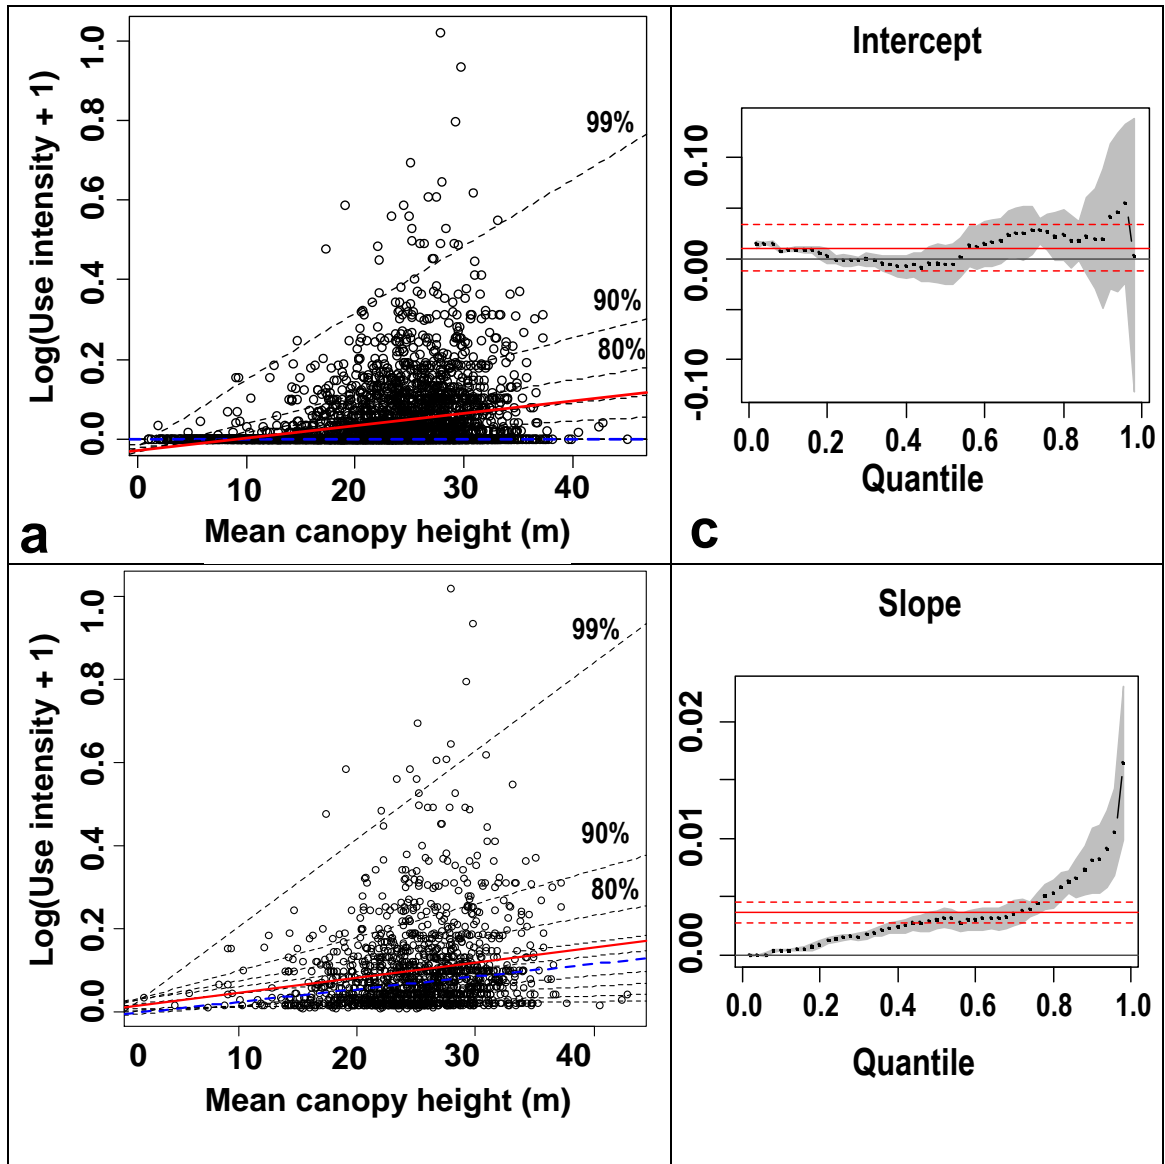 Log(Use intensity + 1)
1.0
0.8
0.6
0.4
0.2
0.0
99%
90%
80%
0 10 20 30 40
Mean canopy height (m)
a
Intercept
0.10
0.00
-0.10
0.0 0.2 0.4 0.6 0.8 1.0
Quantile
c
Log(Use intensity + 1)
1.0
0.8
0.6
0.4
0.2
0.0
99%
90%
80%
0 10 20 30 40
Mean canopy height (m)
Slope
0.02
0.01
0.00
0.0 0.2 0.4 0.6 0.8 1.0
Quantile